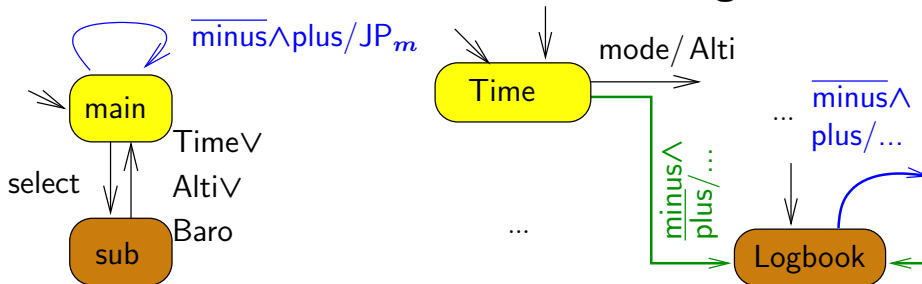 minus∧plus/JPₘ
main
select
Time∨
Alti∨
Baro
sub
Time
mode/ Alti
minus∧
plus/...
...
...
minus∧
plus/...
Logbook